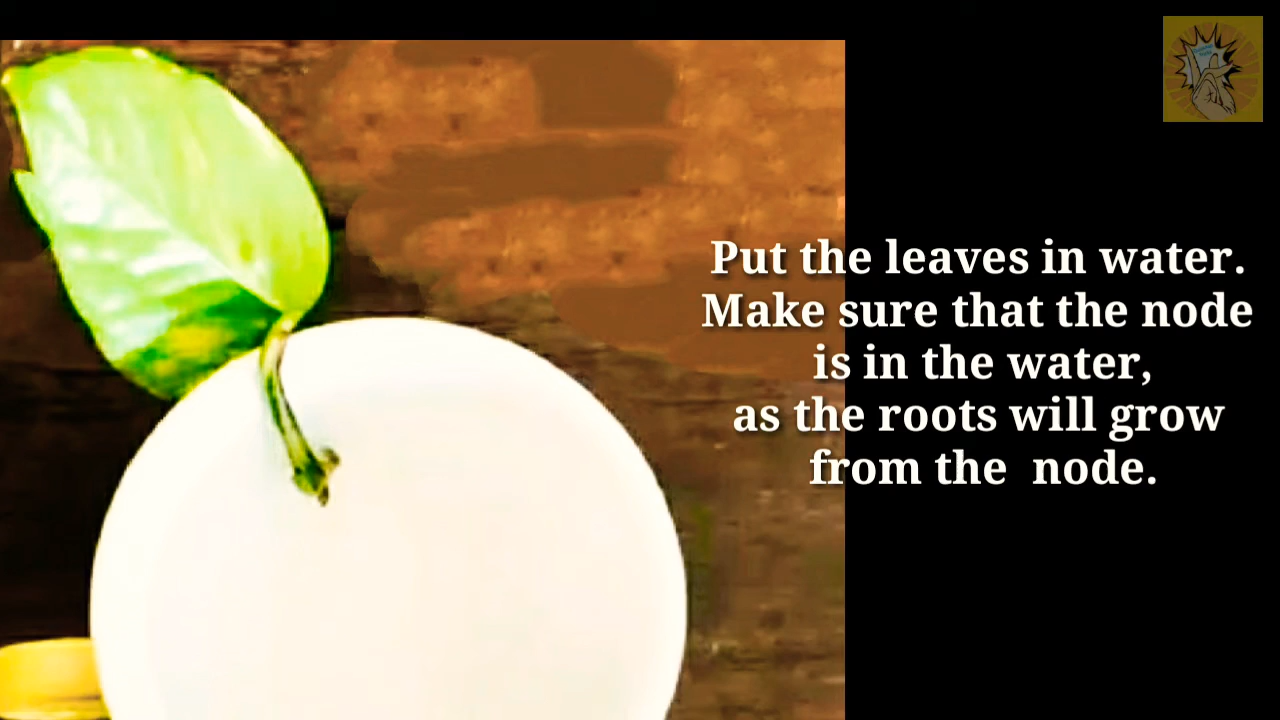 Put the leaves in water.
Make sure that the node
is in the water,
as the roots will grow
from the  node.